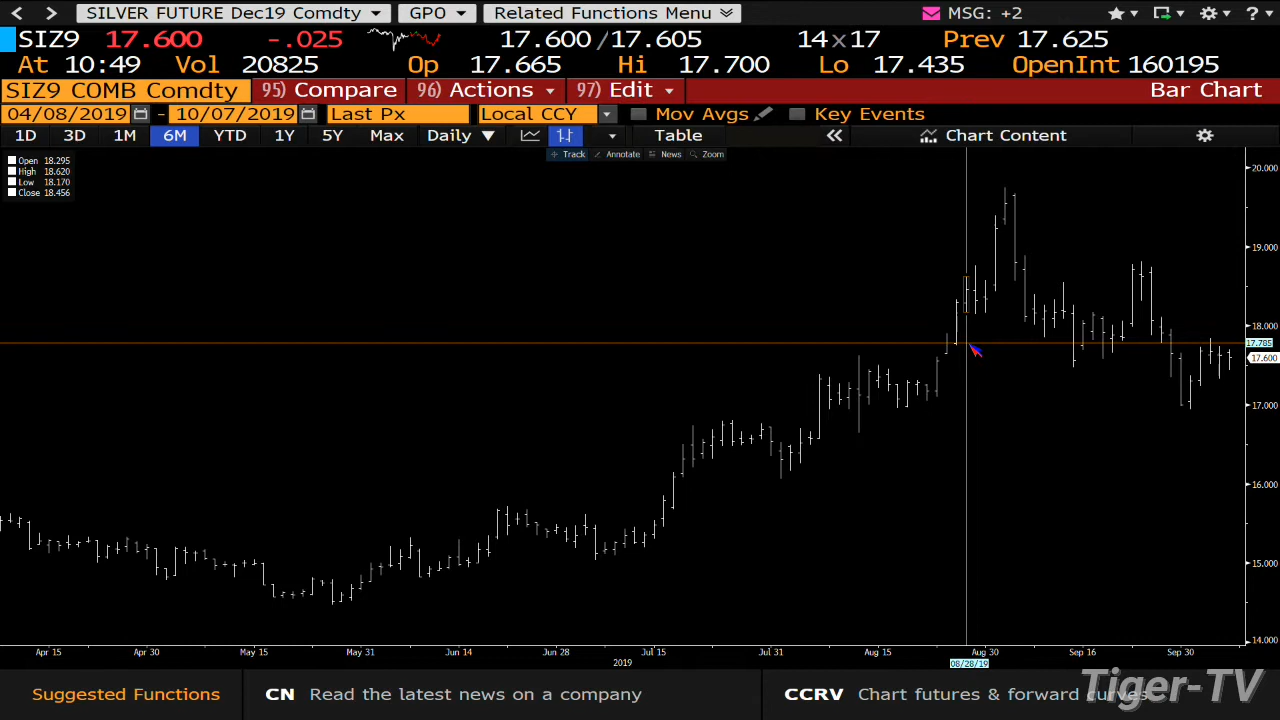 SILVER FUTURE Dec19 Comdty GPO Related Functions Menu MSG: +2
SIZ9 17.600 -.025 17.600/17.605 14x17 Prev 17.625
At 10:49 Vol 20825 Op 17.665 Hi 17.700 Lo 17.435 OpenInt 160195
SIZ9 COMB Comdty 95) Compare 96) Actions 97) Edit Bar Chart
04/08/2019 - 10/07/2019 Last Px Local CCY Mov Avgs Key Events
1D 3D 1M 6M YTD 1Y 5Y Max Daily Table Chart Content
Track Annotate News Zoom
Open 18.295
High 18.620
Low 18.170
Close 18.456
20.000
19.000
18.000
17.785
17.600
17.000
16.000
15.000
14.000
Apr 15 Apr 30 May 15 May 31 Jun 14 Jun 28 Jul 15 Jul 31 Aug 15 Aug 30 Sep 16 Sep 30
2019 08/28/19
Suggested Functions CN Read the latest news on a company CCRV Chart futures & forward curves
Tiger-TV